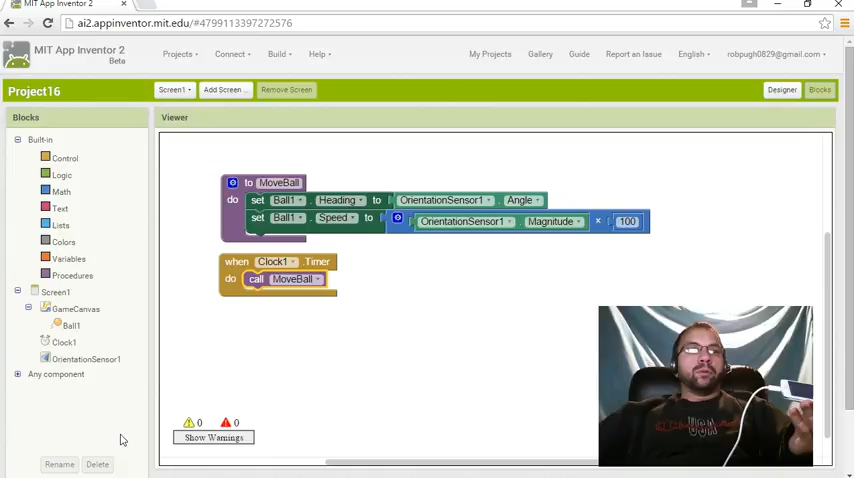 MIT App Inventor 2
ai2.appinventor.mit.edu/#4799113397272576
MIT App Inventor 2
Beta
Projects
Connect
Build
Help
My Projects
Gallery
Guide
Report an Issue
English
robpugh0829@gmail.com
Project16
Screen1
Add Screen ...
Remove Screen
Designer
Blocks
Blocks
Viewer
Built-in
Control
Logic
Math
Text
Lists
Colors
Variables
Procedures
Screen1
GameCanvas
Ball1
Clock1
OrientationSensor1
Any component
Rename
Delete
to MoveBall
do set Ball1 . Heading to OrientationSensor1 . Angle
set Ball1 . Speed to OrientationSensor1 . Magnitude × 100
when Clock1 .Timer
do call MoveBall
0 0
Show Warnings
USA